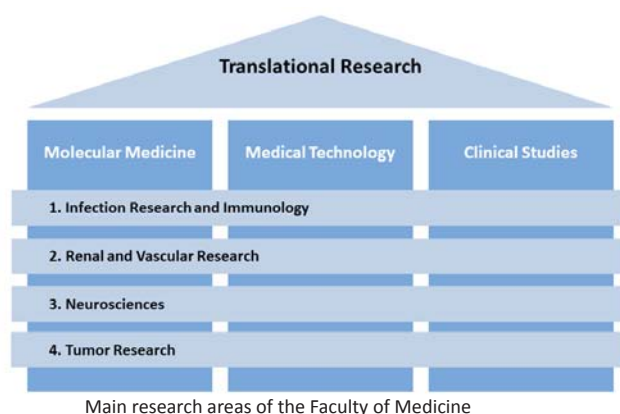 Translational Research
Molecular Medicine
Medical Technology
Clinical Studies
1. Infection Research and Immunology
2. Renal and Vascular Research
3. Neurosciences
4. Tumor Research
Main research areas of the Faculty of Medicine